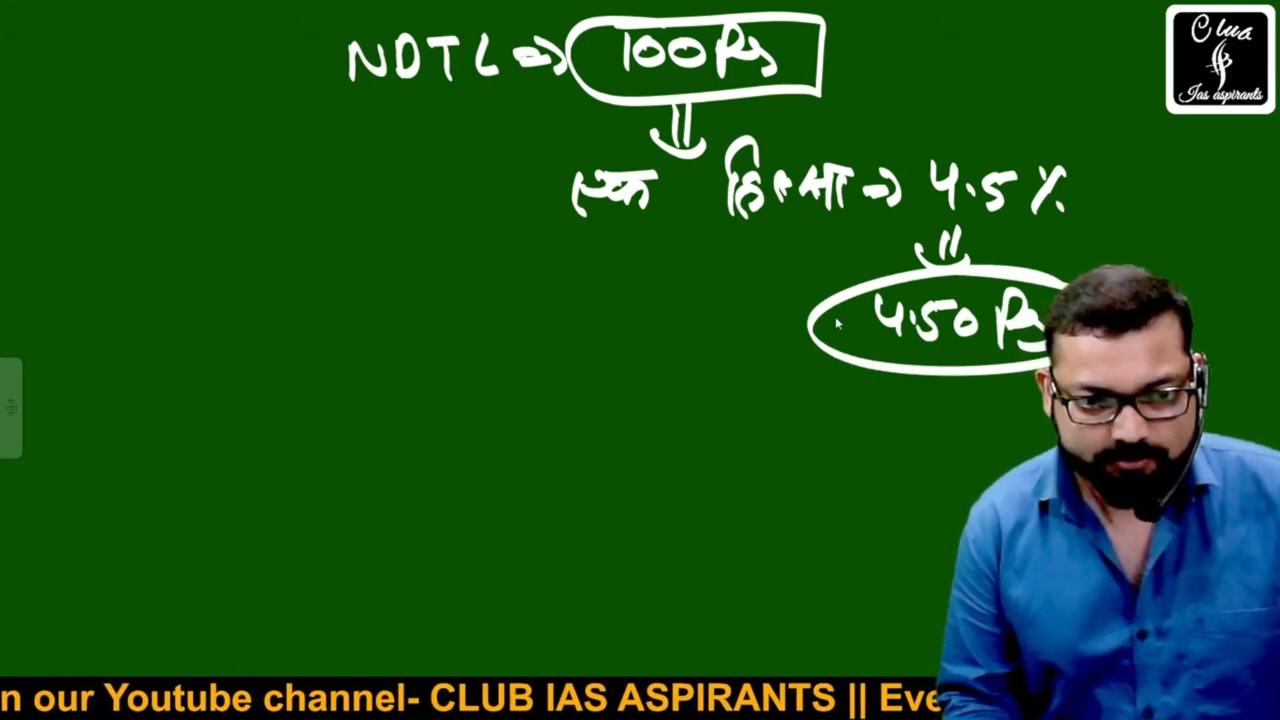 NDTL ⇒ 100 Rs
एक हिस्सा ⇒ 4.5 %
4.50 Rs
Club
Ias aspirants
n our Youtube channel- CLUB IAS ASPIRANTS || Eve